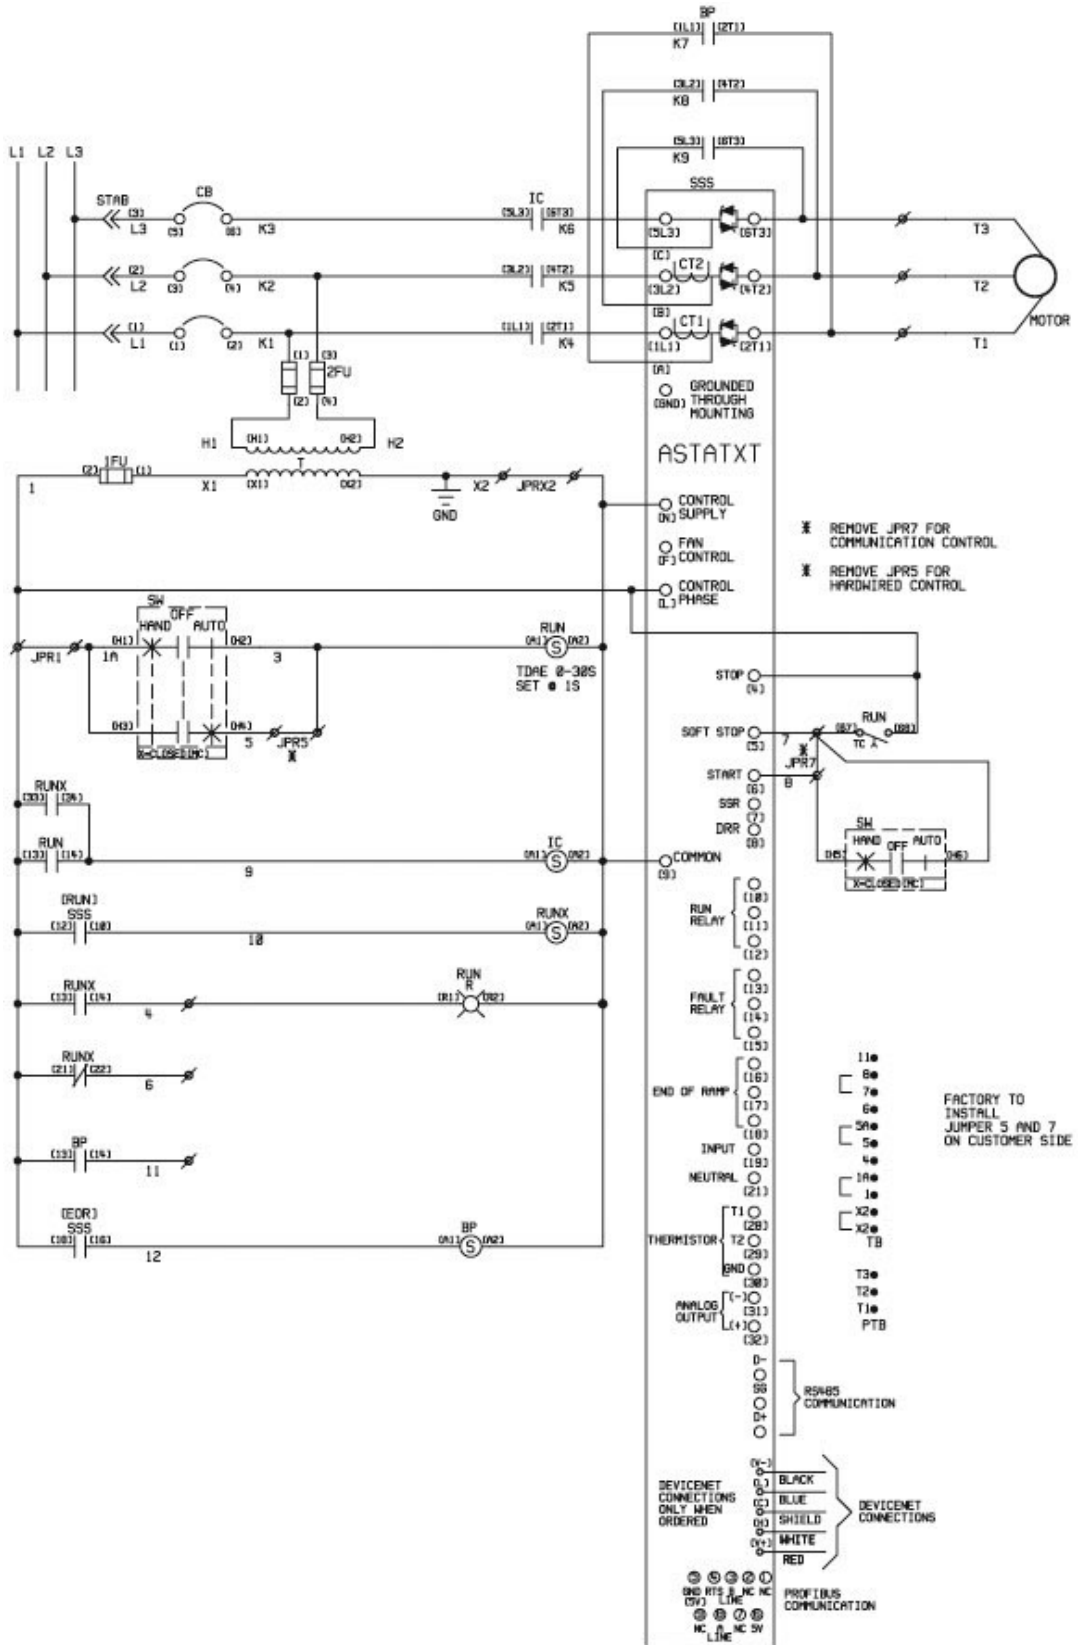 BP
(1L1) (2T1)
K7
(3L2) (4T2)
K8
(5L3) (6T3)
K9
L1 L2 L3
SSS
STAB CB IC
(3) (5L3) (6T3)
L3 (5) (6) K3 K6 (5L3) (6T3) T3
(C)
(2) (3L2) (4T2) CT2
L2 (3) (4) K2 K5 (3L2) (4T2) T2
(B)
MOTOR
(1) (1L1) (2T1) CT1
L1 (1) (2) K1 K4 (1L1) (2T1) T1
(A)
(1) (3)
2FU
(2) (4)
(GND) GROUNDED
THROUGH
MOUNTING
H1 (H1) (H2) H2
ASTATXT
1FU T
(2) (1)
1 X1 (X1) (X2) X2 JPRX2
GND
(N) CONTROL
SUPPLY
(F) FAN
CONTROL
(L) CONTROL
PHASE
* REMOVE JPR7 FOR
COMMUNICATION CONTROL
* REMOVE JPR5 FOR
HARDWIRED CONTROL
SW
OFF
HAND AUTO
RUN
(H1) (H2) (A1) (A2)
JPR1 1A 3
TDAE 0-30S
SET @ 1S
(H3) (H4)
5 JPR5
*
X-CLOSED(MC)
STOP (4)
SOFT STOP (5) 7
RUN
(67) (68)
TC A
*
JPR7
START (6) 8
SSR (7)
DRR (8)
SW
HAND OFF AUTO
(H5) (H6)
X-CLOSED(MC)
RUNX
(33) (34)
RUN IC
(13) (14) (A1) (A2)
9
COMMON
(9)
(RUN)
SSS RUNX
(12) (10) (A1) (A2)
10
RUN
RELAY
(10)
(11)
(12)
RUNX RUN
R
(13) (14) (R1) (R2)
4
FAULT
RELAY
(13)
(14)
(15)
RUNX
(21) (22)
6
END OF RAMP
(16)
(17)
(18)
BP
(13) (14)
11
INPUT (19)
NEUTRAL (21)
(EOR)
SSS BP
(18) (16) (A1) (A2)
12
THERMISTOR
T1 (28)
T2 (29)
GND (30)
ANALOG
OUTPUT
(-) (31)
(+) (32)
11
8
7
6
5A
5
4
1A
1
X2
X2
TB
T3
T2
T1
PTB
FACTORY TO
INSTALL
JUMPER 5 AND 7
ON CUSTOMER SIDE
D-
SG
D+
RS485
COMMUNICATION
DEVICENET
CONNECTIONS
ONLY WHEN
ORDERED
(V-) BLACK
(L) BLUE
(C) SHIELD
(H) WHITE
(V+) RED
DEVICENET
CONNECTIONS
5 4 3 2 1
GND RTS B NC NC
(5V) LINE
PROFIBUS
COMMUNICATION
NC A NC 5V
LINE